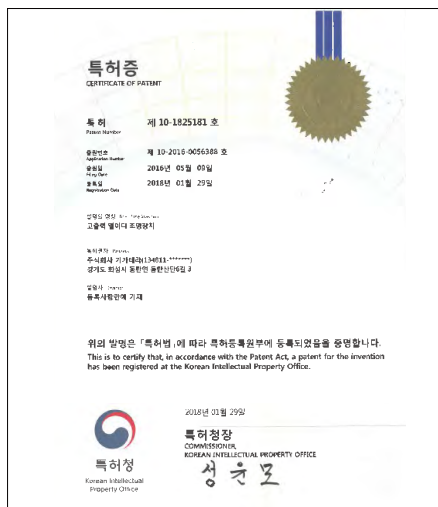 특허증
CERTIFICATE OF PATENT
특 허 제 10-1825181 호
Patent Number
출원번호 제 10-2016-0056388 호
Application Number
출원일 2016년 05월 09일
Filing Date
등록일 2018년 01월 29일
Registration Date
발명의 명칭
고출력 엘이디 조명장치
특허권자
주식회사 기가테라(134811-*******)
경기도 화성시 동탄면 동탄산단6길 3
발명자
등록사항란에 기재
위의 발명은 「특허법」에 따라 특허등록원부에 등록되었음을 증명합니다.
This is to certify that, in accordance with the Patent Act, a patent for the invention
has been registered at the Korean Intellectual Property Office.
2018년 01월 29일
특허청장
COMMISSIONER,
KOREAN INTELLECTUAL PROPERTY OFFICE
성윤모
특허청
Korean Intellectual
Property Office